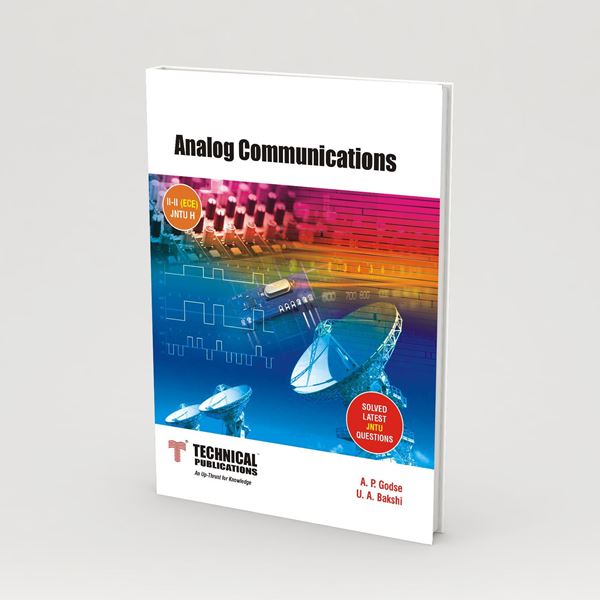 Analog Communications
II-II (ECE)
JNTU H
SOLVED
LATEST
JNTU
QUESTIONS
TECHNICAL
PUBLICATIONS
An Up-Thrust for Knowledge
A. P. Godse
U. A. Bakshi